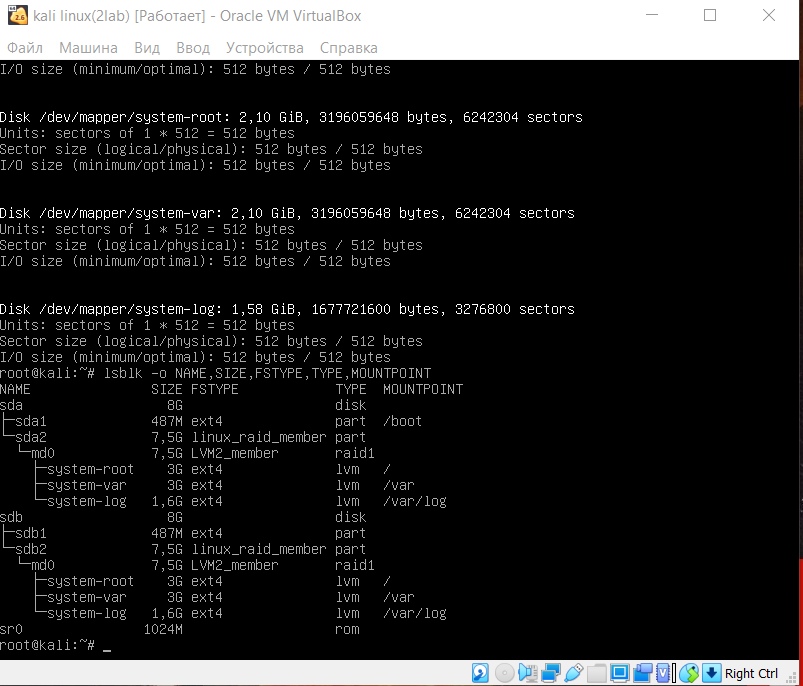 kali linux(2lab) [Работает] - Oracle VM VirtualBox
Файл Машина Вид Ввод Устройства Справка
I/O size (minimum/optimal): 512 bytes / 512 bytes
Disk /dev/mapper/system-root: 2,10 GiB, 3196059648 bytes, 6242304 sectors
Units: sectors of 1 * 512 = 512 bytes
Sector size (logical/physical): 512 bytes / 512 bytes
I/O size (minimum/optimal): 512 bytes / 512 bytes
Disk /dev/mapper/system-var: 2,10 GiB, 3196059648 bytes, 6242304 sectors
Units: sectors of 1 * 512 = 512 bytes
Sector size (logical/physical): 512 bytes / 512 bytes
I/O size (minimum/optimal): 512 bytes / 512 bytes
Disk /dev/mapper/system-log: 1,58 GiB, 1677721600 bytes, 3276800 sectors
Units: sectors of 1 * 512 = 512 bytes
Sector size (logical/physical): 512 bytes / 512 bytes
I/O size (minimum/optimal): 512 bytes / 512 bytes
root@kali:~# lsblk -o NAME,SIZE,FSTYPE,TYPE,MOUNTPOINT
NAME SIZE FSTYPE TYPE MOUNTPOINT
sda 8G disk
├─sda1 487M ext4 part /boot
└─sda2 7,5G linux_raid_member part
└─md0 7,5G LVM2_member raid1
├─system-root 3G ext4 lvm /
├─system-var 3G ext4 lvm /var
└─system-log 1,6G ext4 lvm /var/log
sdb 8G disk
├─sdb1 487M ext4 part
└─sdb2 7,5G linux_raid_member part
└─md0 7,5G LVM2_member raid1
├─system-root 3G ext4 lvm /
├─system-var 3G ext4 lvm /var
└─system-log 1,6G ext4 lvm /var/log
sr0 1024M rom
root@kali:~# _
Right Ctrl